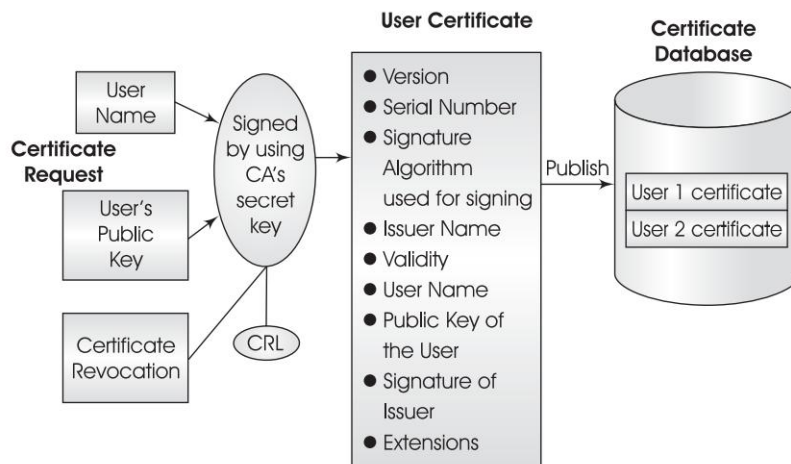 User
Name
Certificate
Request
User's
Public
Key
Certificate
Revocation
Signed
by using
CA's
secret
key
CRL
User Certificate
● Version
● Serial Number
● Signature
Algorithm
used for signing
● Issuer Name
● Validity
● User Name
● Public Key of
the User
● Signature of
Issuer
● Extensions
Publish
Certificate
Database
User 1 certificate
User 2 certificate